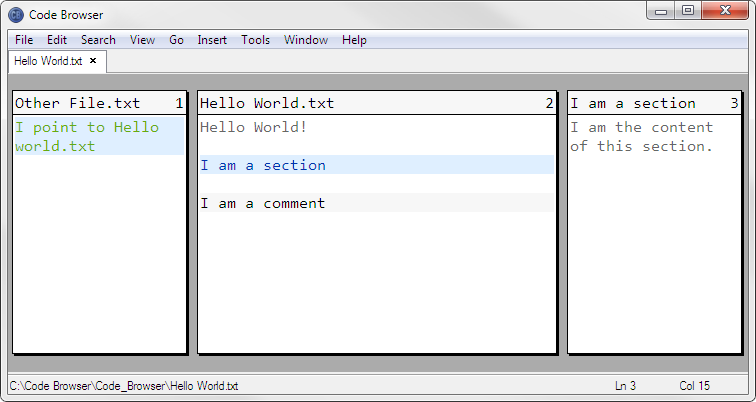 Code Browser
File Edit Search View Go Insert Tools Window Help
Hello World.txt
Other File.txt 1
I point to Hello
world.txt
Hello World.txt 2
Hello World!
I am a section
I am a comment
I am a section 3
I am the content
of this section.
C:\Code Browser\Code_Browser\Hello World.txt Ln 3 Col 15